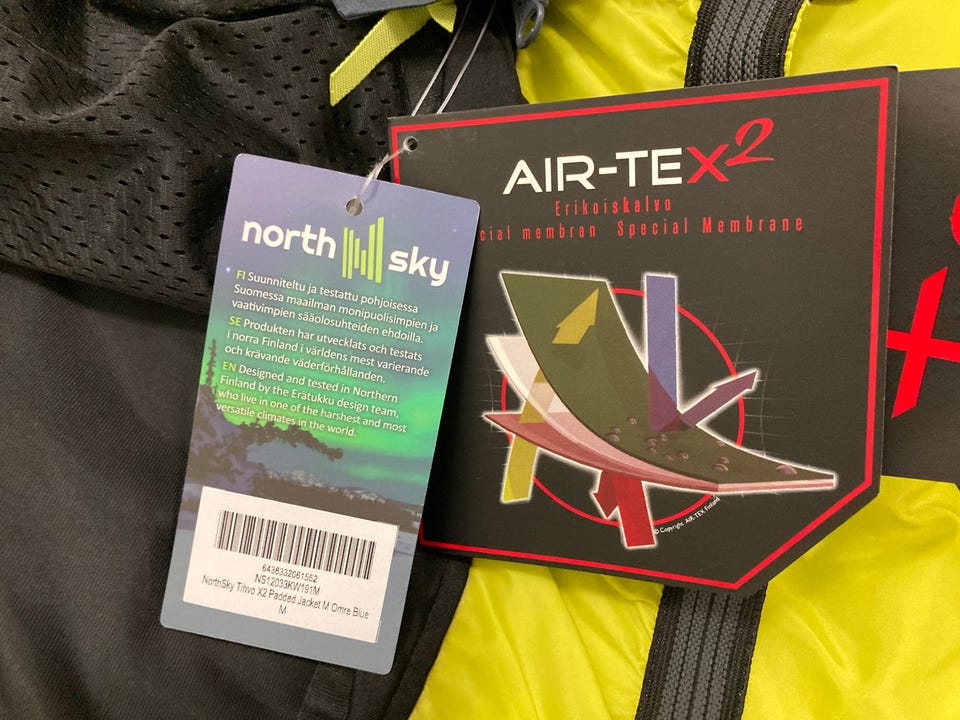 north sky
FI Suunniteltu ja testattu pohjoisessa
Suomessa maailman monipuolisimpien ja
vaativimpien sääolosuhteiden ehdoilla.
SE Produkten har utvecklats och testats
i norra Finland i världens mest varierande
och krävande väderförhållanden.
EN Designed and tested in Northern
Finland by the Erätukku design team,
who live in one of the harshest and most
versatile climates in the world.
6438332061552
NS12033KW191M
NorthSky Tihvo X2 Padded Jacket M Omre Blue
M
AIR-TEX2
Erikoiskalvo
cial membran Special Membrane
© Copyright AIR-TEX Finland
X